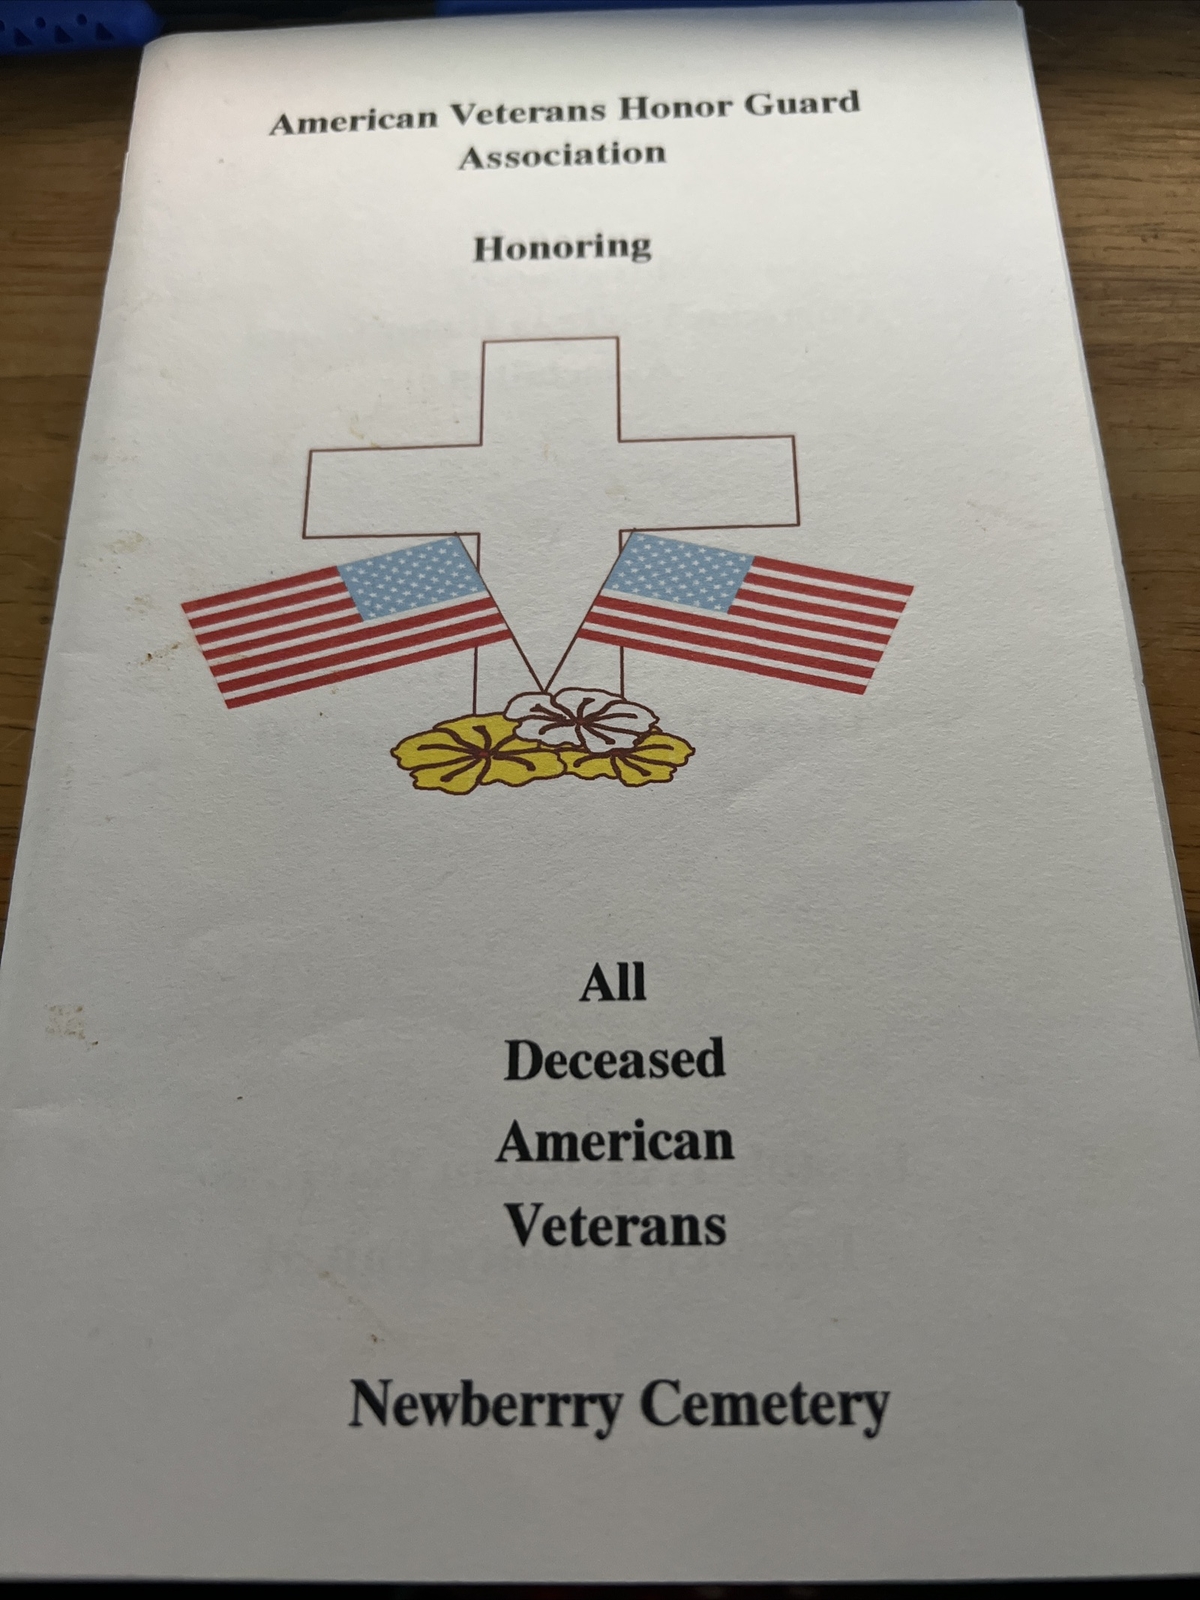 American Veterans Honor Guard
Association
Honoring
All
Deceased
American
Veterans
Newberrry Cemetery